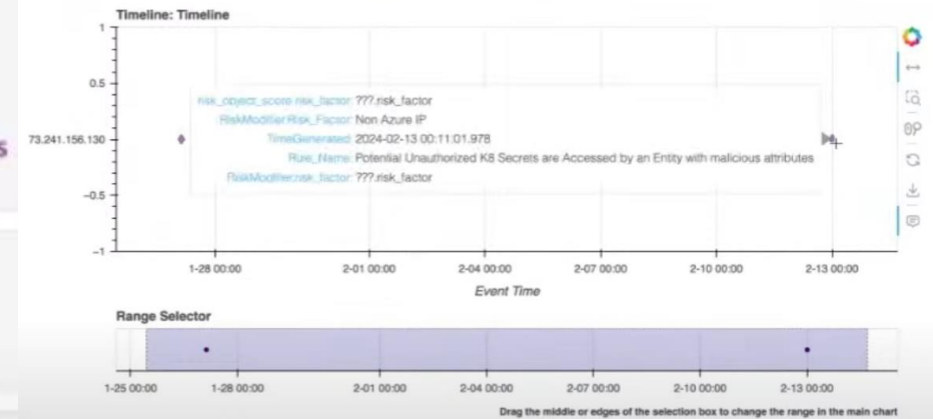 Timeline: Timeline
1
0.5
73.241.156.130
-0.5
-1
risk_object_score.risk_factor: ???.risk_factor
RiskModifier.Risk_Factor: Non Azure IP
TimeGenerated: 2024-02-13 00:11:01.978
Rule_Name: Potential Unauthorized K8 Secrets are Accessed by an Entity with malicious attributes
RiskModifier.risk_factor: ???.risk_factor
1-28 00:00
2-01 00:00
2-04 00:00
2-07 00:00
2-10 00:00
2-13 00:00
Event Time
Range Selector
1-25 00:00
1-28 00:00
2-01 00:00
2-04 00:00
2-07 00:00
2-10 00:00
2-13 00:00
Drag the middle or edges of the selection box to change the range in the main chart